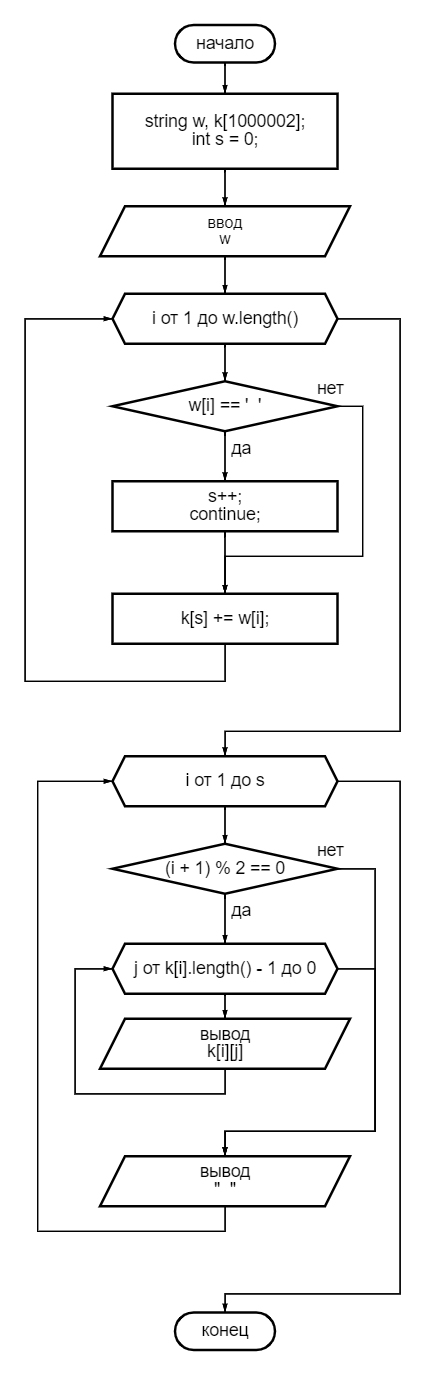 начало
string w, k[1000002];
int s = 0;
ввод
w
i от 1 до w.length()
нет
w[i] == ' '
да
s++;
continue;
k[s] += w[i];
i от 1 до s
нет
(i + 1) % 2 == 0
да
j от k[i].length() - 1 до 0
вывод
k[i][j]
вывод
" "
конец